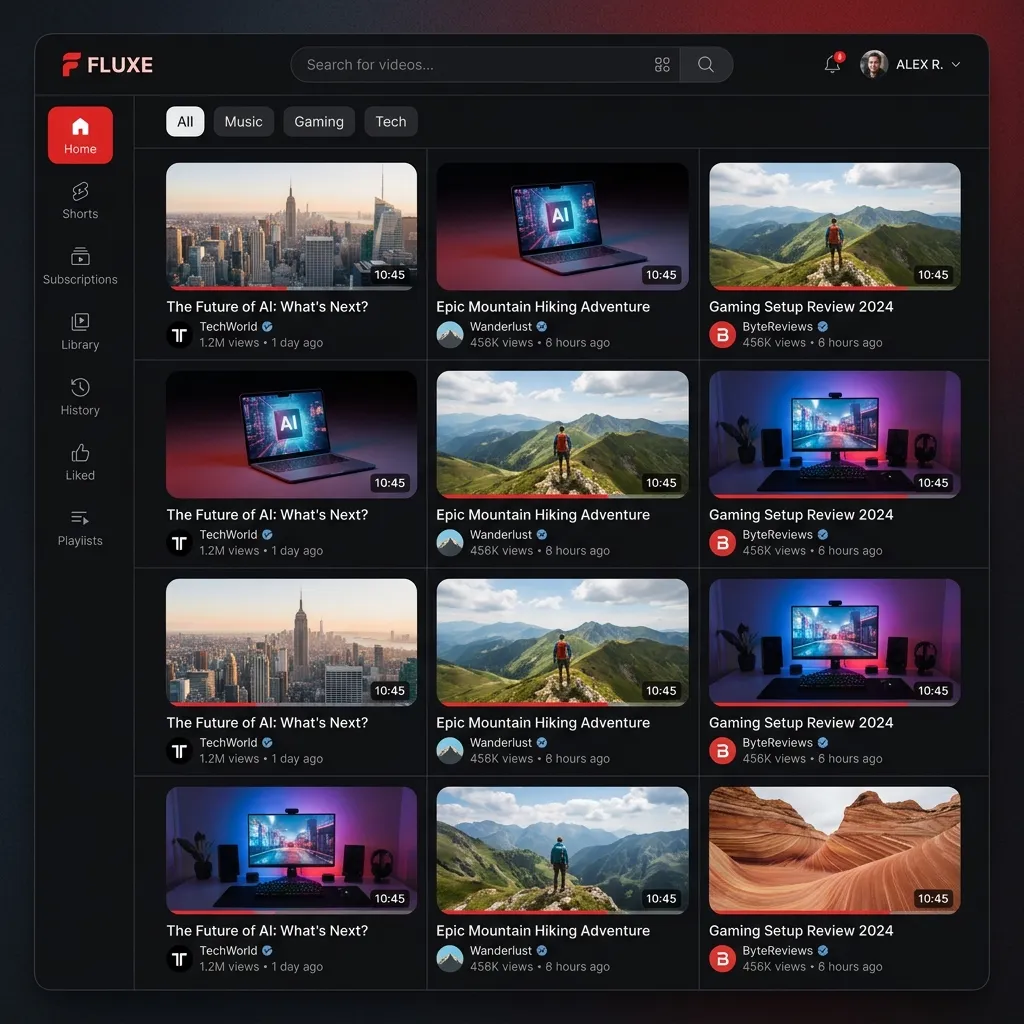 FLUXE
Search for videos...
ALEX R.
Home
Shorts
Subscriptions
Library
History
Liked
Playlists
All
Music
Gaming
Tech
10:45
The Future of AI: What's Next?
TechWorld
1.2M views • 1 day ago
AI
10:45
Epic Mountain Hiking Adventure
Wanderlust
456K views • 8 hours ago
10:45
Gaming Setup Review 2024
B
ByteReviews
456K views • 6 hours ago
AI
10:45
The Future of AI: What's Next?
TechWorld
1.2M views • 1 day ago
10:45
Epic Mountain Hiking Adventure
Wanderlust
456K views • 8 hours ago
10:45
Gaming Setup Review 2024
B
ByteReviews
456K views • 6 hours ago
10:45
The Future of AI: What's Next?
TechWorld
1.2M views • 1 day ago
10:45
Epic Mountain Hiking Adventure
Wanderlust
456K views • 8 hours ago
10:45
Gaming Setup Review 2024
B
ByteReviews
456K views • 6 hours ago
10:45
The Future of AI: What's Next?
TechWorld
1.2M views • 1 day ago
10:45
Epic Mountain Hiking Adventure
Wanderlust
456K views • 8 hours ago
10:45
Gaming Setup Review 2024
B
ByteReviews
456K views • 6 hours ago